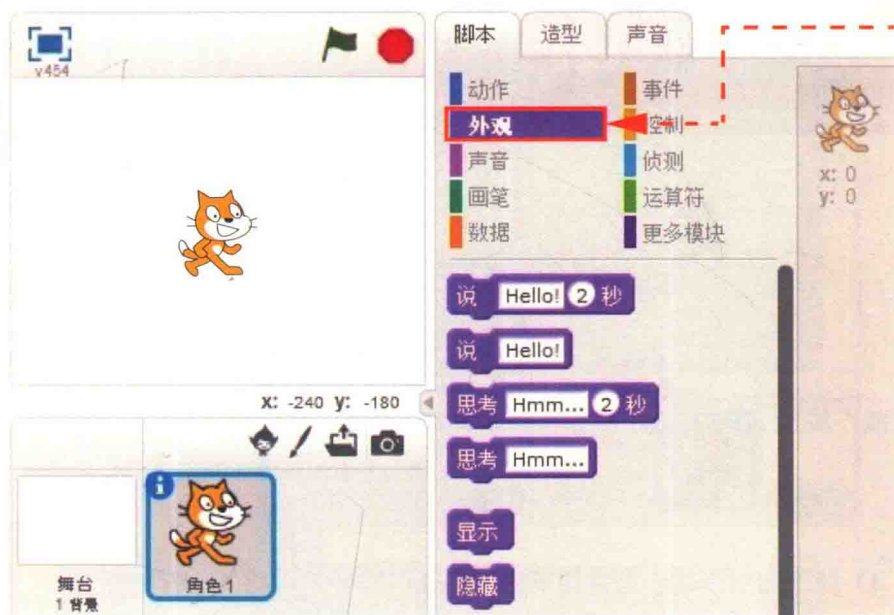 v454
x: -240 y: -180
舞台
1 背景
角色1
脚本 造型 声音
动作 事件
外观 控制
声音 侦测
画笔 运算符
数据 更多模块
说 Hello! 2 秒
说 Hello!
思考 Hmm... 2 秒
思考 Hmm...
显示
隐藏
x: 0
y: 0